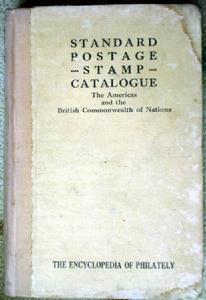 STANDARD
POSTAGE
— STAMP —
CATALOGUE
The Americas
and the
British Commonwealth of Nations
THE ENCYCLOPEDIA OF PHILATELY